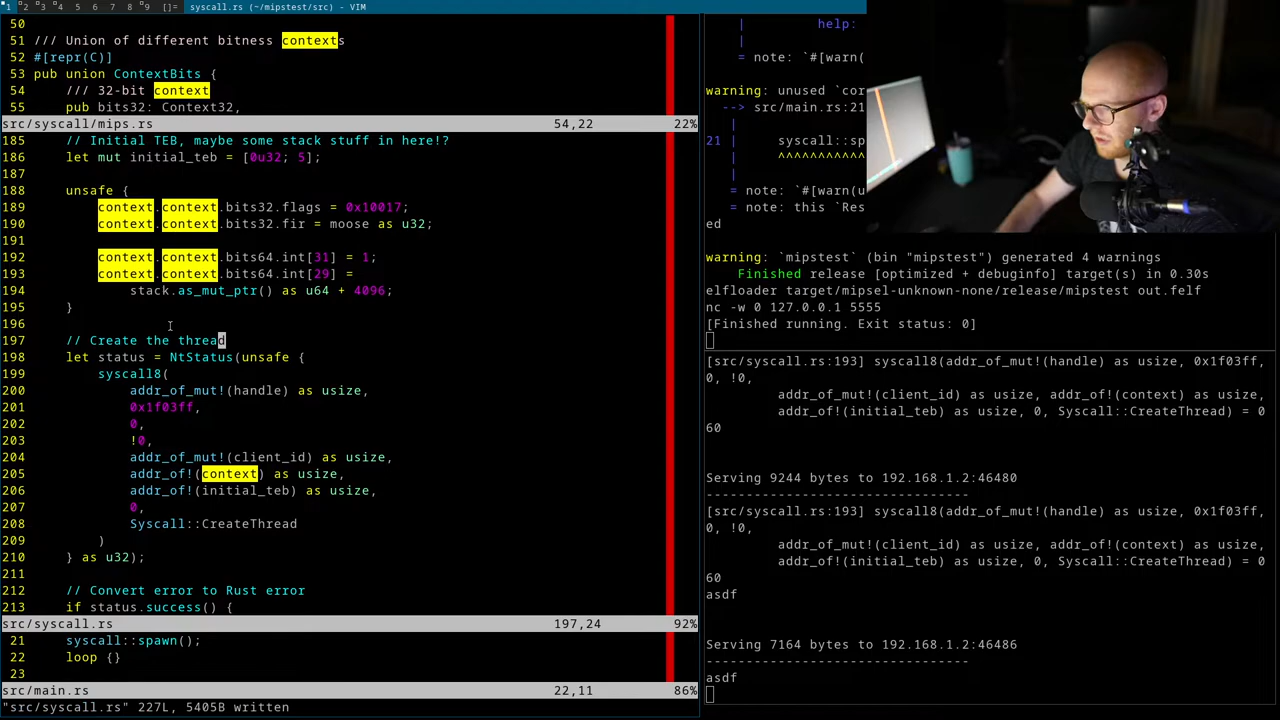 1 2 3 4 5 6 7 8 9 []= syscall.rs (~/mipstest/src) - VIM
50
51 /// Union of different bitness contexts
52 #[repr(C)]
53 pub union ContextBits {
54 /// 32-bit context
55 pub bits32: Context32,
src/syscall/mips.rs 54,22 22%
185 // Initial TEB, maybe some stack stuff in here!?
186 let mut initial_teb = [0u32; 5];
187
188 unsafe {
189 context.context.bits32.flags = 0x10017;
190 context.context.bits32.fir = moose as u32;
191
192 context.context.bits64.int[31] = 1;
193 context.context.bits64.int[29] =
194 stack.as_mut_ptr() as u64 + 4096;
195 }
196
197 // Create the thread
198 let status = NtStatus(unsafe {
199 syscall8(
200 addr_of_mut!(handle) as usize,
201 0x1f03ff,
202 0,
203 !0,
204 addr_of_mut!(client_id) as usize,
205 addr_of!(context) as usize,
206 addr_of!(initial_teb) as usize,
207 0,
208 Syscall::CreateThread
209 )
210 } as u32);
211
212 // Convert error to Rust error
213 if status.success() {
src/syscall.rs 197,24 92%
21 syscall::spawn();
22 loop {}
23
src/main.rs 22,11 86%
"src/syscall.rs" 227L, 5405B written
| help:
|
= note: `#[warn(
warning: unused `cor
--> src/main.rs:21
|
21 | syscall::sp
| ^^^^^^^^^^^
|
= note: `#[warn(u
= note: this `Res
ed
warning: `mipstest` (bin "mipstest") generated 4 warnings
Finished release [optimized + debuginfo] target(s) in 0.30s
elfloader target/mipsel-unknown-none/release/mipstest out.felf
nc -w 0 127.0.0.1 5555
[Finished running. Exit status: 0]
[src/syscall.rs:193] syscall8(addr_of_mut!(handle) as usize, 0x1f03ff,
0, !0,
addr_of_mut!(client_id) as usize, addr_of!(context) as usize,
addr_of!(initial_teb) as usize, 0, Syscall::CreateThread) = 0
60
Serving 9244 bytes to 192.168.1.2:46480
---------------------------------
[src/syscall.rs:193] syscall8(addr_of_mut!(handle) as usize, 0x1f03ff,
0, !0,
addr_of_mut!(client_id) as usize, addr_of!(context) as usize,
addr_of!(initial_teb) as usize, 0, Syscall::CreateThread) = 0
60
asdf
Serving 7164 bytes to 192.168.1.2:46486
---------------------------------
asdf